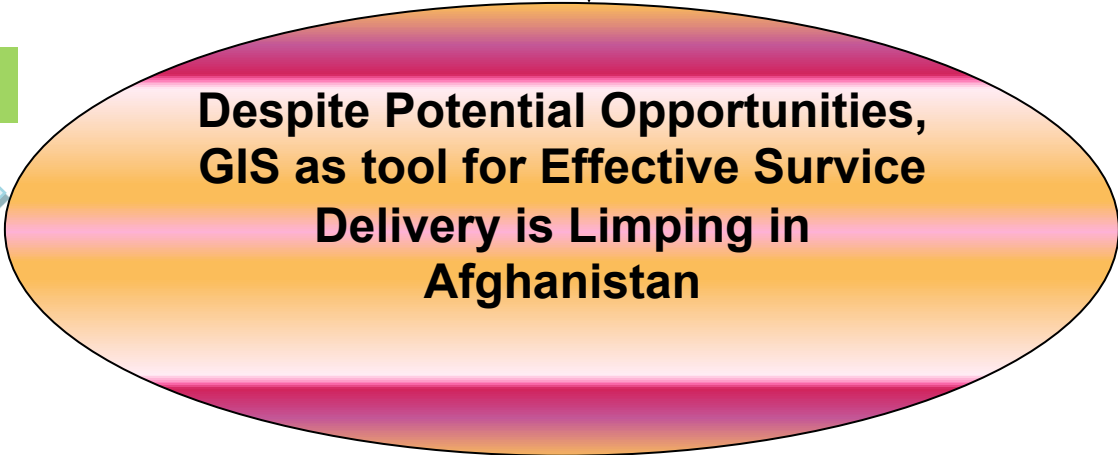 Despite Potential Opportunities,
GIS as tool for Effective Survice
Delivery is Limping in
Afghanistan